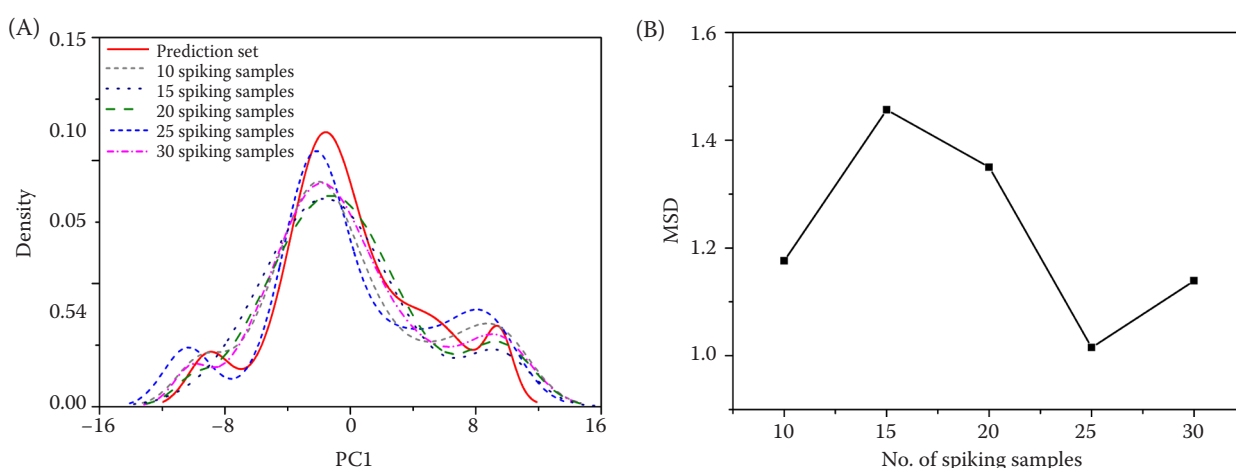 (A)
0.15
0.10
0.05
0.54
0.00
Density
Prediction set
10 spiking samples
15 spiking samples
20 spiking samples
25 spiking samples
30 spiking samples
−16
−8
0
8
16
PC1
(B)
1.6
1.4
1.2
1.0
MSD
10
15
20
25
30
No. of spiking samples